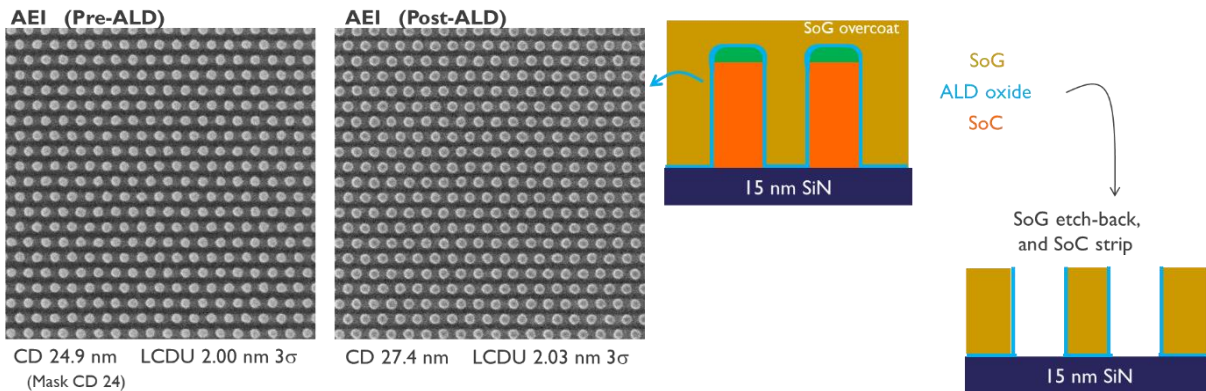 AEI (Pre-ALD)
CD 24.9 nm LCDU 2.00 nm 3σ
(Mask CD 24)
AEI (Post-ALD)
CD 27.4 nm LCDU 2.03 nm 3σ
SoG overcoat
15 nm SiN
SoG
ALD oxide
SoC
SoG etch-back,
and SoC strip
15 nm SiN